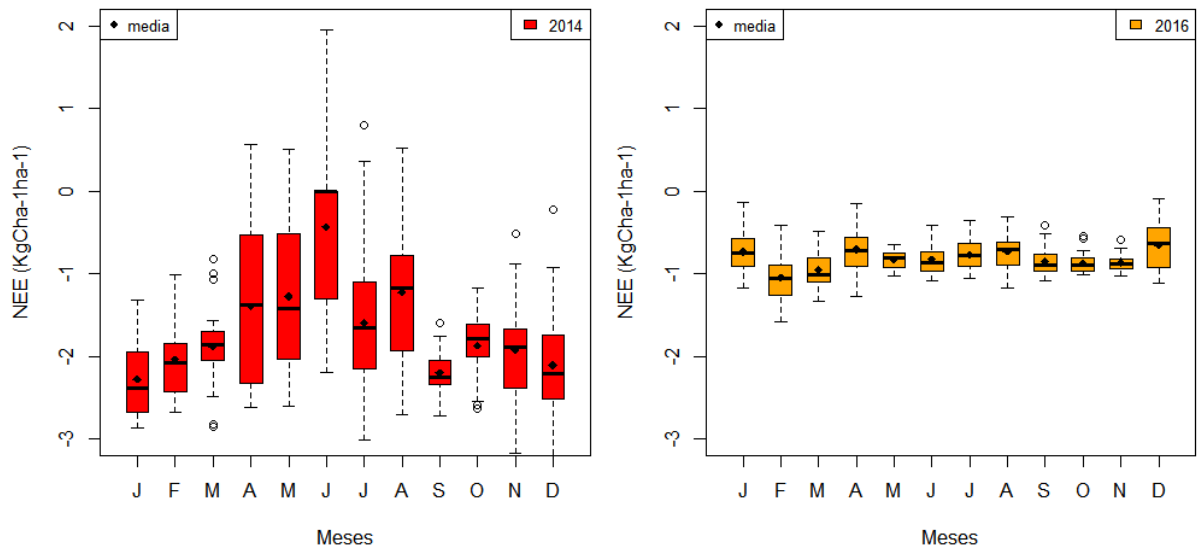 media
2014
NEE (KgCha-1ha-1)
2
1
0
-1
-2
-3
J F M A M J J A S O N D
Meses
media
2016
NEE (KgCha-1ha-1)
2
1
0
-1
-2
-3
J F M A M J J A S O N D
Meses